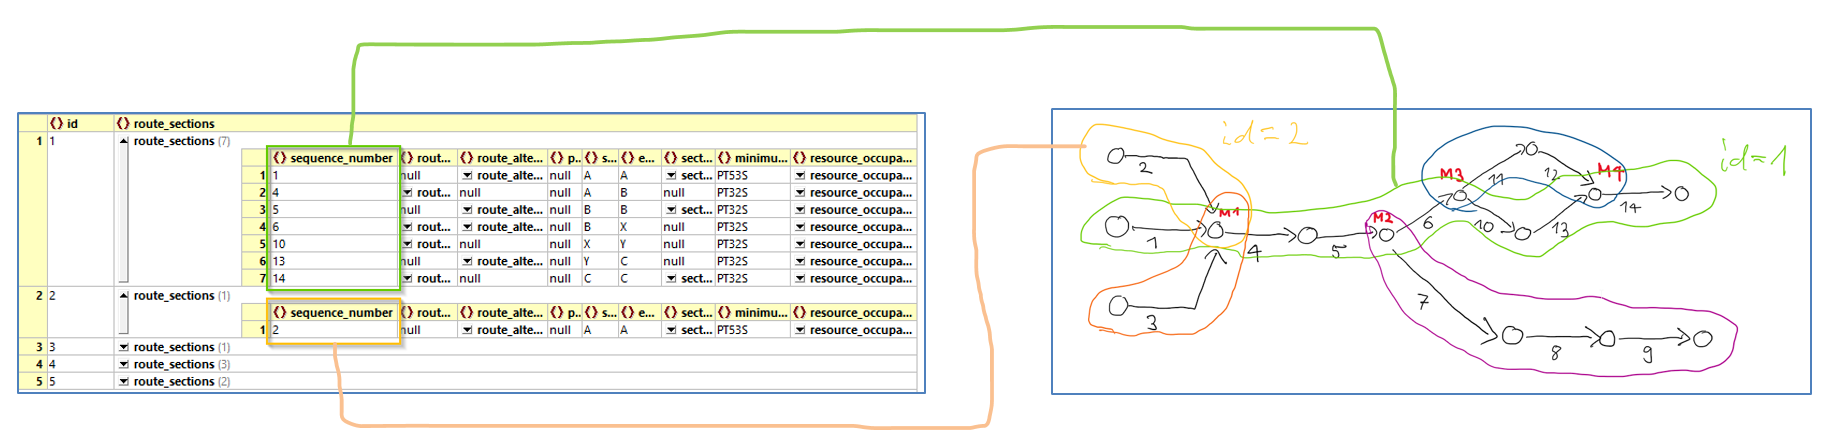 id route_sections
1 1 route_sections (7)
sequence_number rout... route_alte... p.. s... e... sect... minimu... resource_occupa...
1 1 null route_alte... null A A sect... PT53S resource_occupa...
2 4 rout... null null A B null PT32S resource_occupa...
3 5 null route_alte... null B B sect... PT32S resource_occupa...
4 6 rout... route_alte... null B X null PT32S resource_occupa...
5 10 rout... null null X Y null PT32S resource_occupa...
6 13 null route_alte... null Y C null PT32S resource_occupa...
7 14 rout... null null C C sect... PT32S resource_occupa...
2 2 route_sections (1)
sequence_number rout... route_alte... p.. s... e... sect... minimu... resource_occupa...
1 2 null route_alte... null A A sect... PT53S resource_occupa...
3 3 route_sections (1)
4 4 route_sections (3)
5 5 route_sections (2)
id=2
id=1
2
M1
1
3
4
5
M2
6
M3
11
12
M4
10
13
14
7
8
9